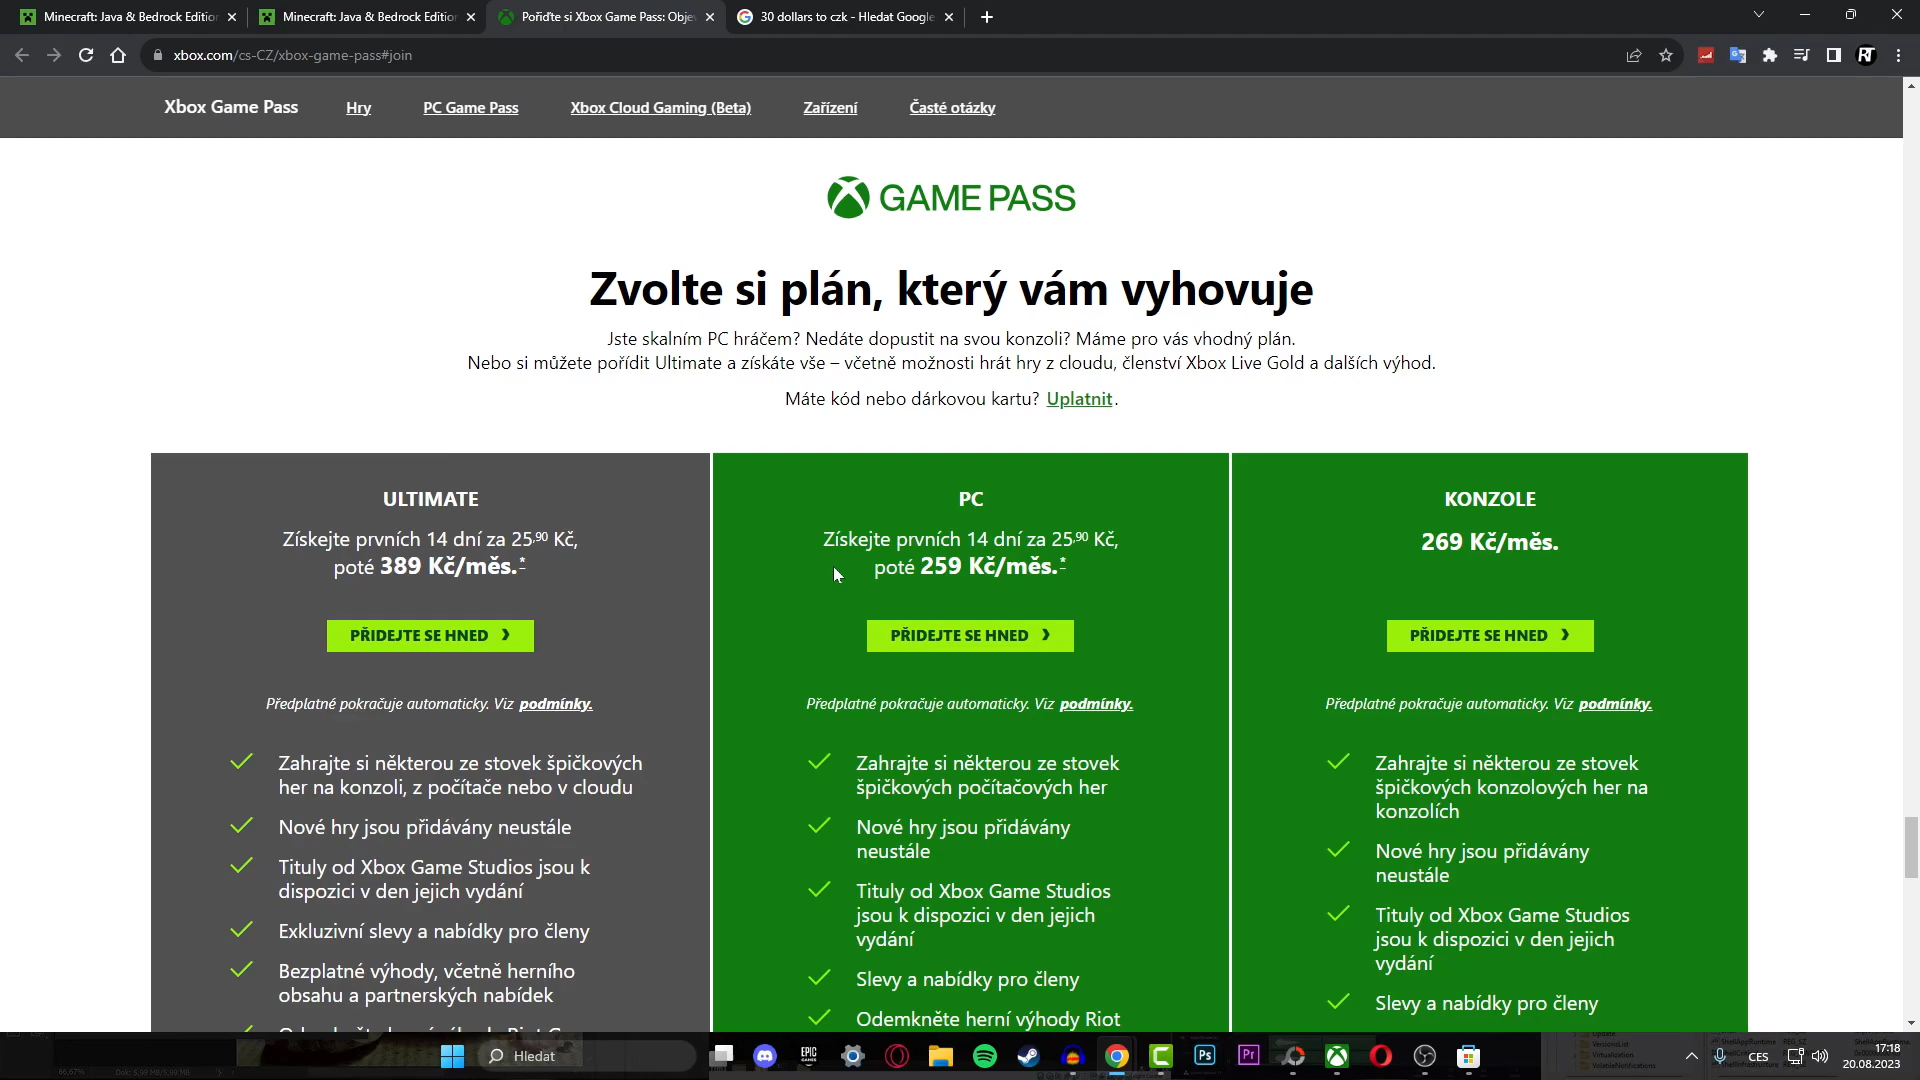 Minecraft: Java & Bedrock Edition
Minecraft: Java & Bedrock Edition
Pořiďte si Xbox Game Pass: Obje
30 dollars to czk - Hledat Google
xbox.com/cs-CZ/xbox-game-pass#join
Xbox Game Pass
Hry
PC Game Pass
Xbox Cloud Gaming (Beta)
Zařízení
Časté otázky
GAME PASS
Zvolte si plán, který vám vyhovuje
Jste skalním PC hráčem? Nedáte dopustit na svou konzoli? Máme pro vás vhodný plán.
Nebo si můžete pořídit Ultimate a získáte vše – včetně možnosti hrát hry z cloudu, členství Xbox Live Gold a dalších výhod.
Máte kód nebo dárkovou kartu? Uplatnit.
ULTIMATE
Získejte prvních 14 dní za 25,90 Kč,
poté 389 Kč/měs.*
PŘIDEJTE SE HNED
Předplatné pokračuje automaticky. Viz podmínky.
Zahrajte si některou ze stovek špičkových
her na konzoli, z počítače nebo v cloudu
Nové hry jsou přidávány neustále
Tituly od Xbox Game Studios jsou k
dispozici v den jejich vydání
Exkluzivní slevy a nabídky pro členy
Bezplatné výhody, včetně herního
obsahu a partnerských nabídek
PC
Získejte prvních 14 dní za 25,90 Kč,
poté 259 Kč/měs.*
PŘIDEJTE SE HNED
Předplatné pokračuje automaticky. Viz podmínky.
Zahrajte si některou ze stovek
špičkových počítačových her
Nové hry jsou přidávány
neustále
Tituly od Xbox Game Studios
jsou k dispozici v den jejich
vydání
Slevy a nabídky pro členy
Odemkněte herní výhody Riot
KONZOLE
269 Kč/měs.
PŘIDEJTE SE HNED
Předplatné pokračuje automaticky. Viz podmínky.
Zahrajte si některou ze stovek
špičkových konzolových her na
konzolích
Nové hry jsou přidávány
neustále
Tituly od Xbox Game Studios
jsou k dispozici v den jejich
vydání
Slevy a nabídky pro členy
Hledat
EPIC
GAMES
Ps
Pr
CES
17:18
20.08.2023